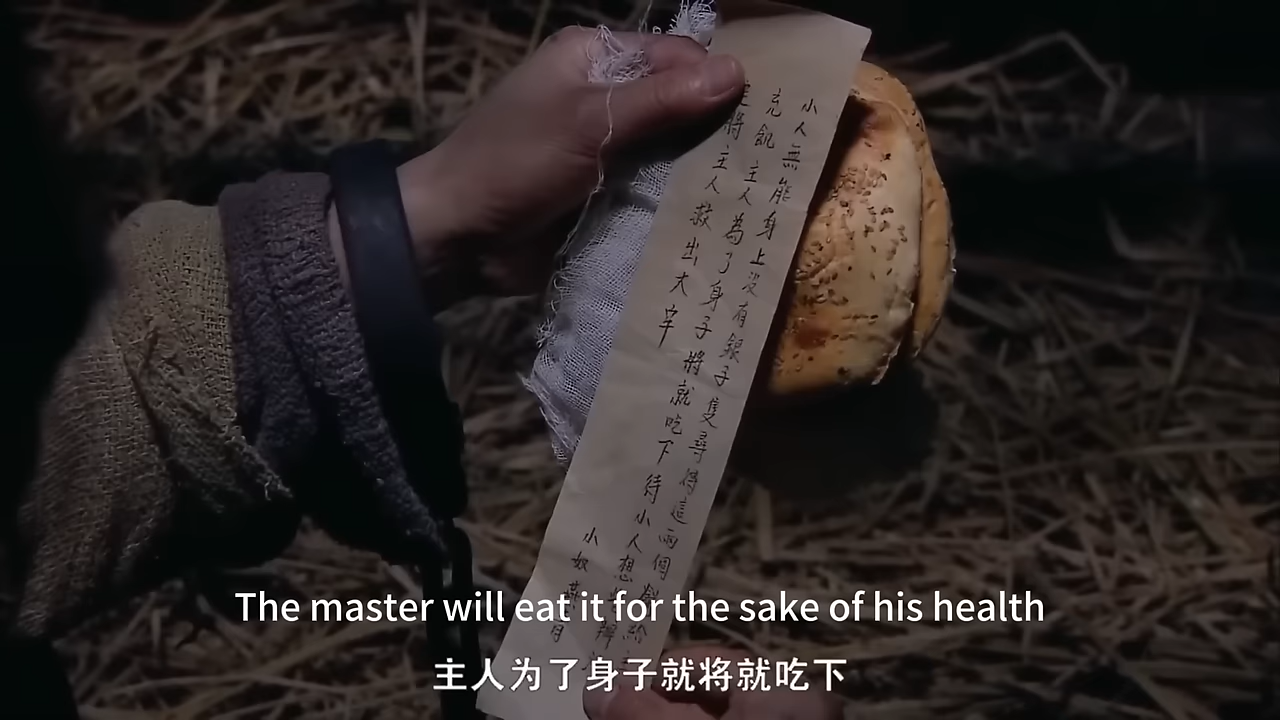 小人無能身上沒有銀子隻尋得這兩個 給
充飢主人為了身子將就吃下待小人想
將主人救出大牢
小奴
The master will eat it for the sake of his health
主人为了身子就将就吃下